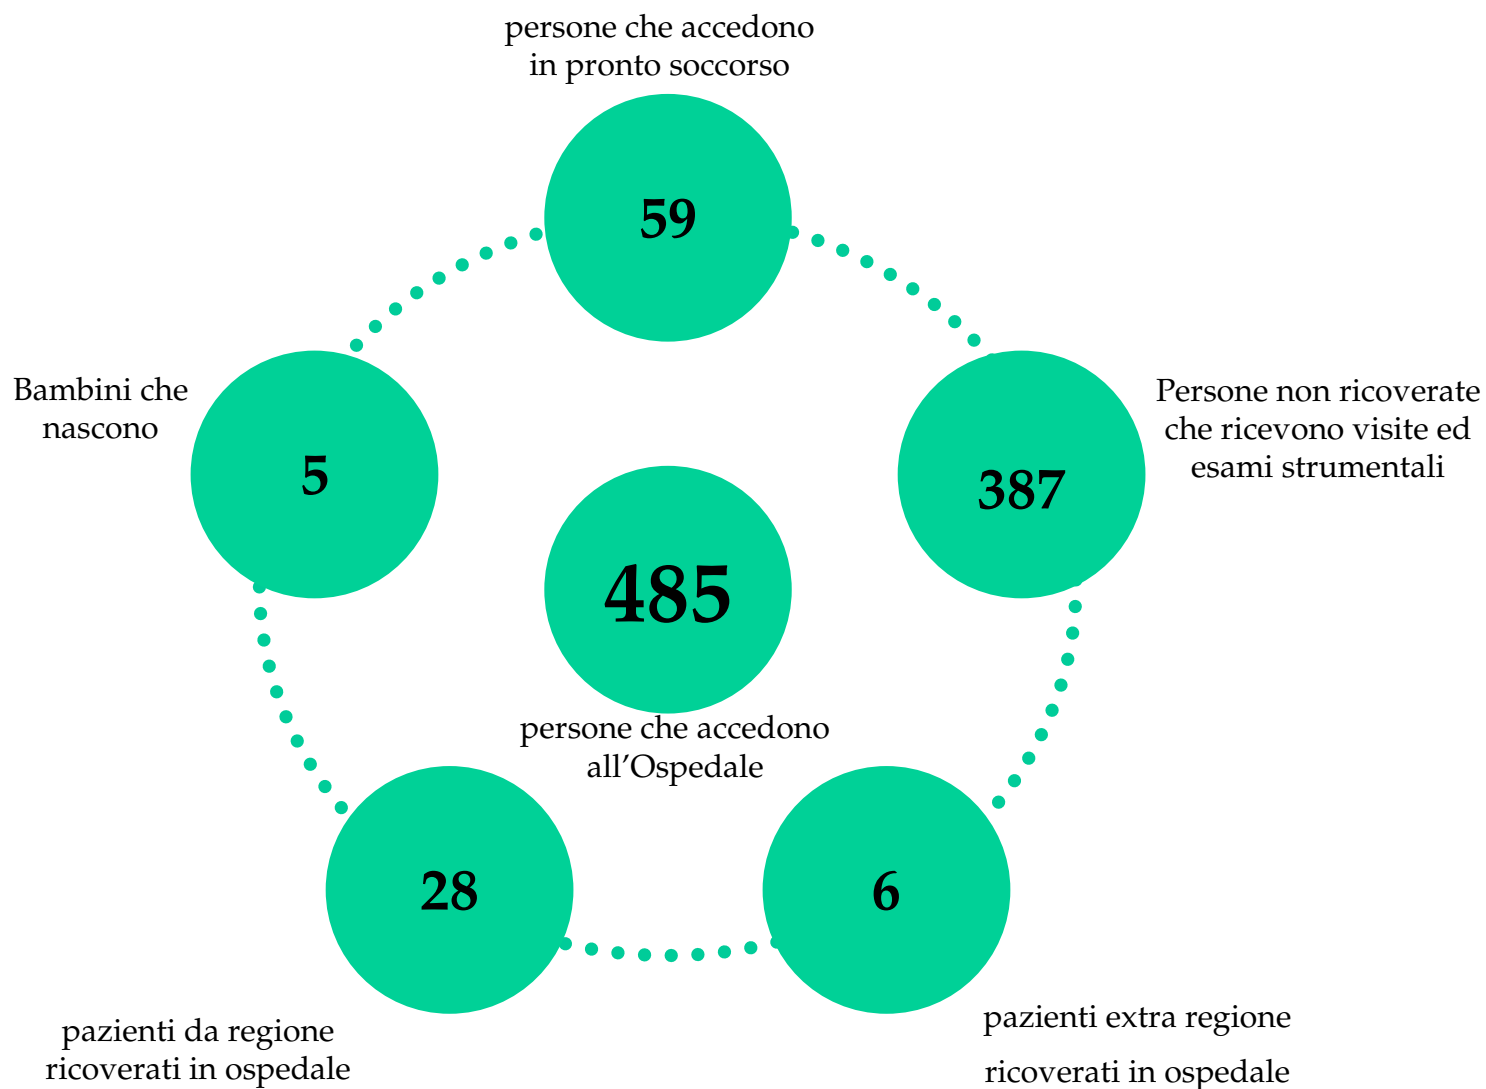 persone che accedono
in pronto soccorso
59
Bambini che
nascono
5
Persone non ricoverate
che ricevono visite ed
esami strumentali
387
485
persone che accedono
all’Ospedale
28
6
pazienti da regione
ricoverati in ospedale
pazienti extra regione
ricoverati in ospedale